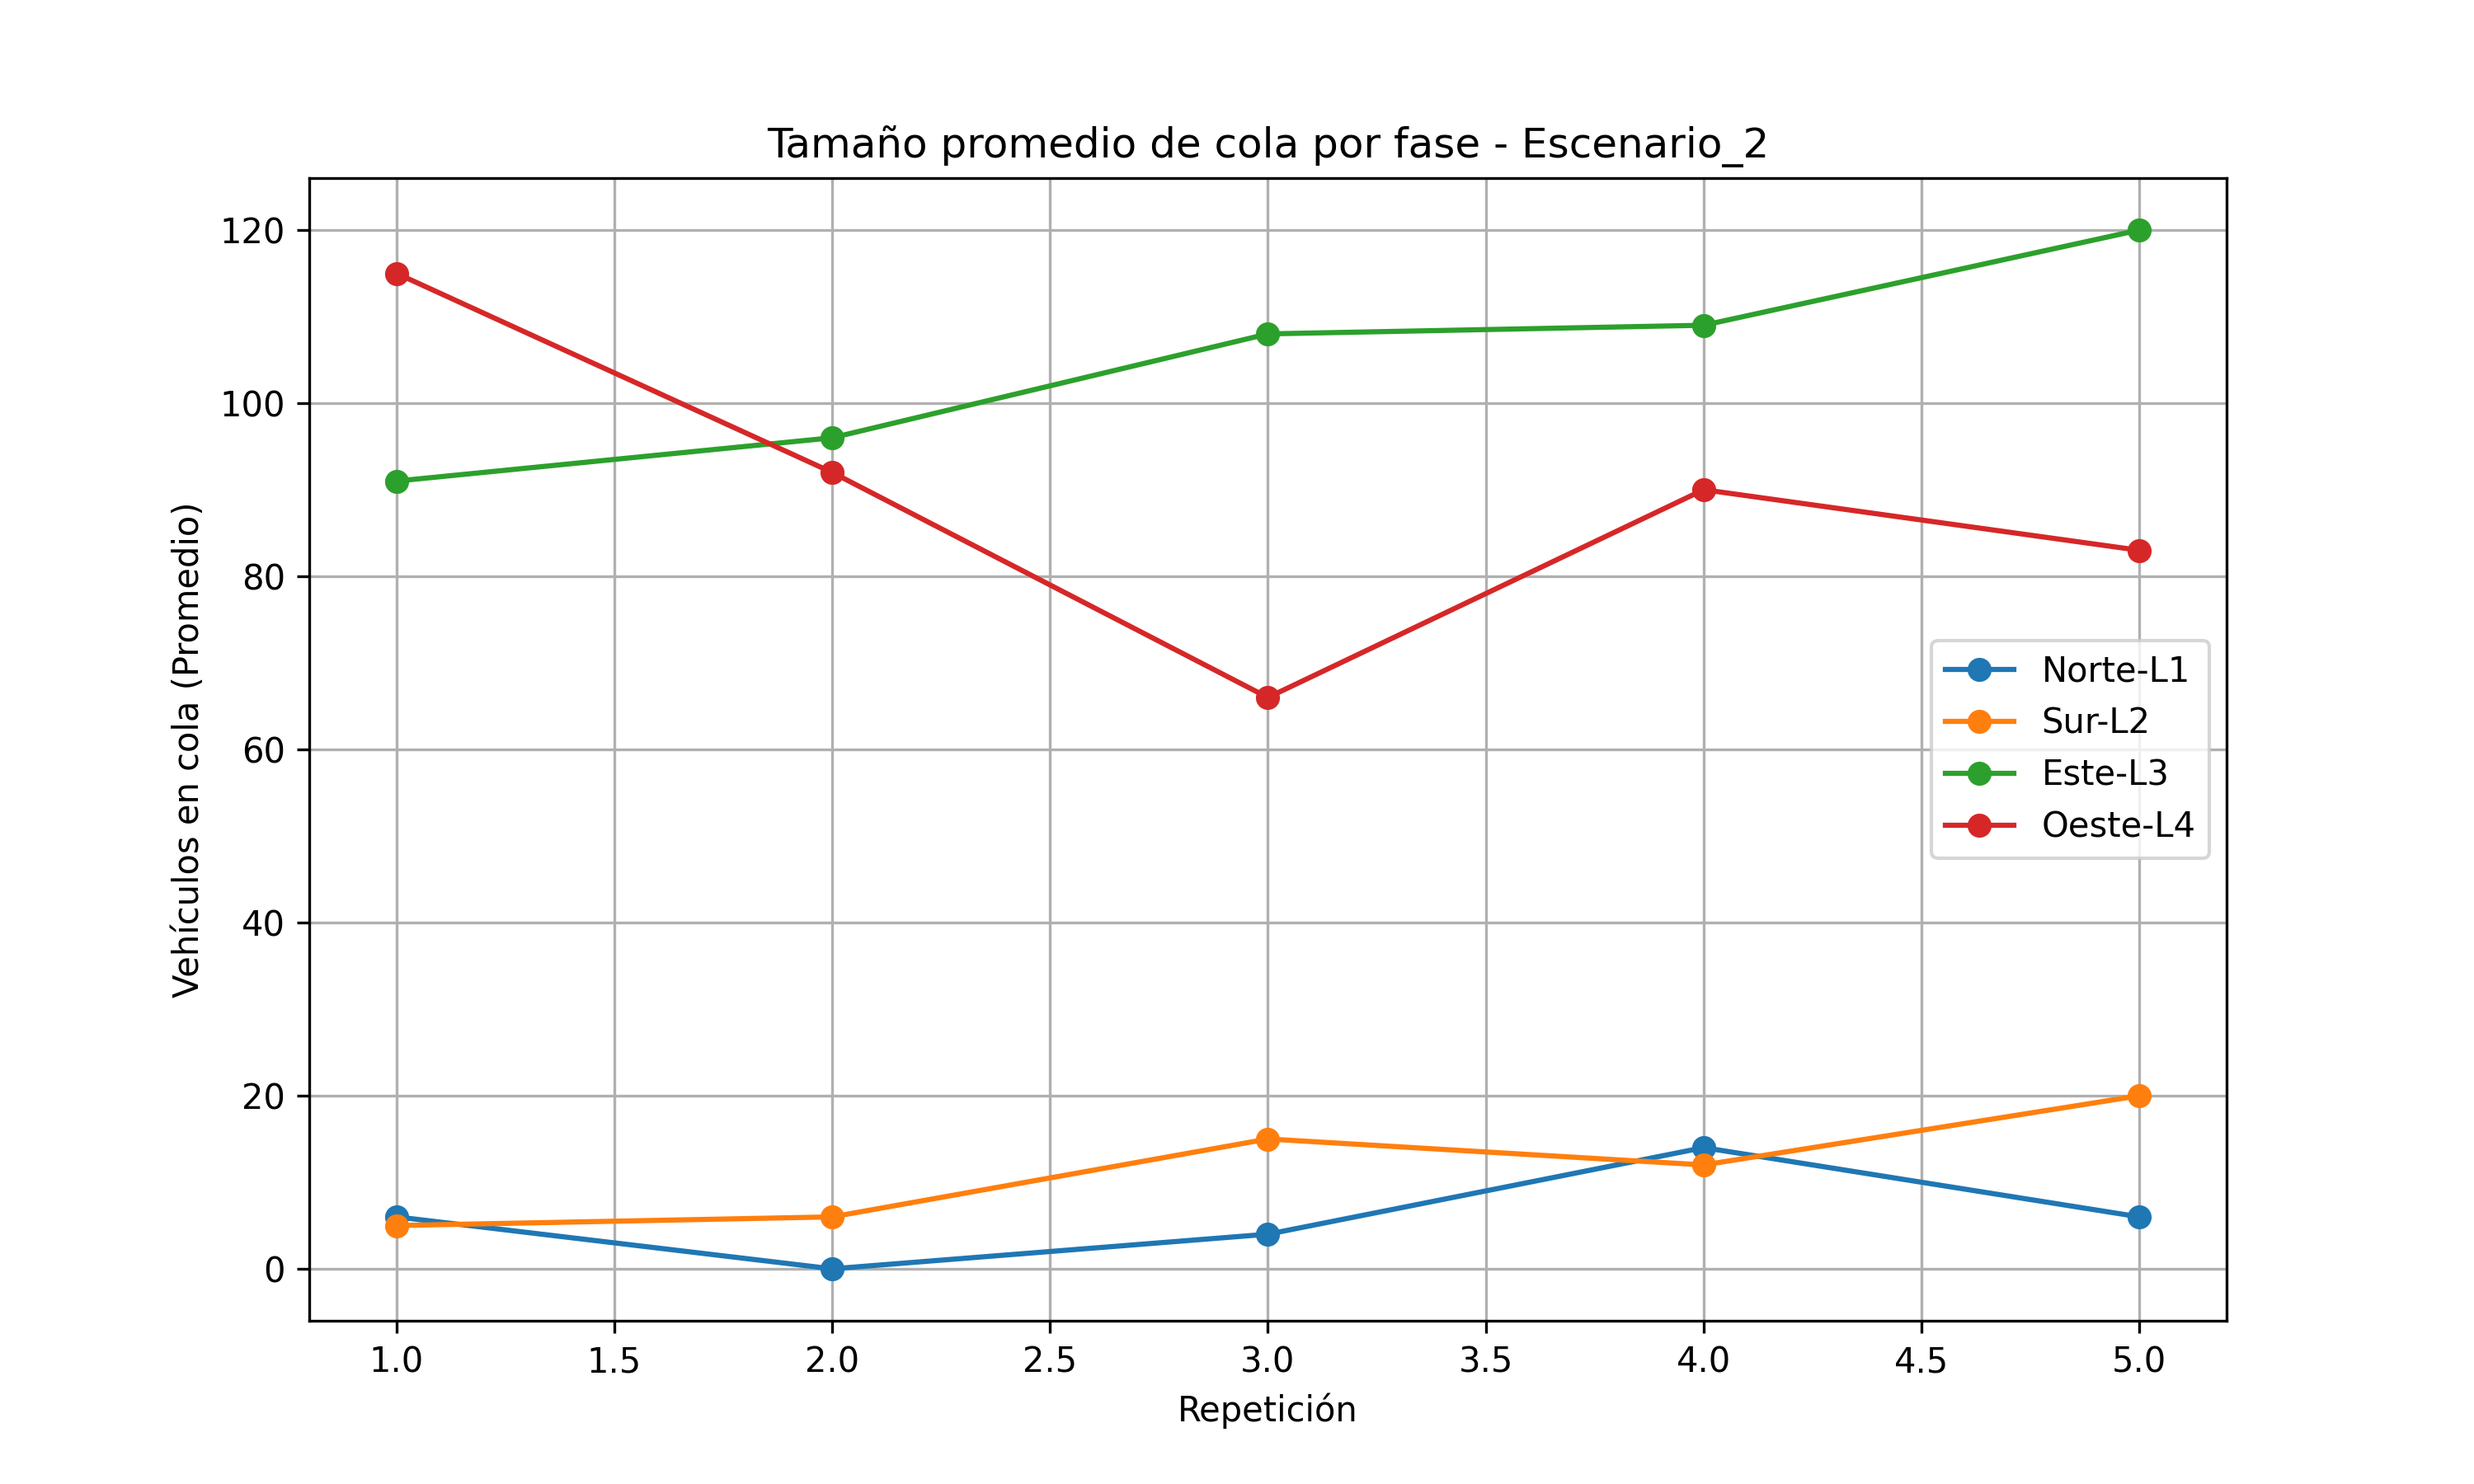 Tamaño promedio de cola por fase - Escenario_2
Vehículos en cola (Promedio)
120
100
80
60
40
20
0
Norte-L1
Sur-L2
Este-L3
Oeste-L4
1.0 1.5 2.0 2.5 3.0 3.5 4.0 4.5 5.0
Repetición